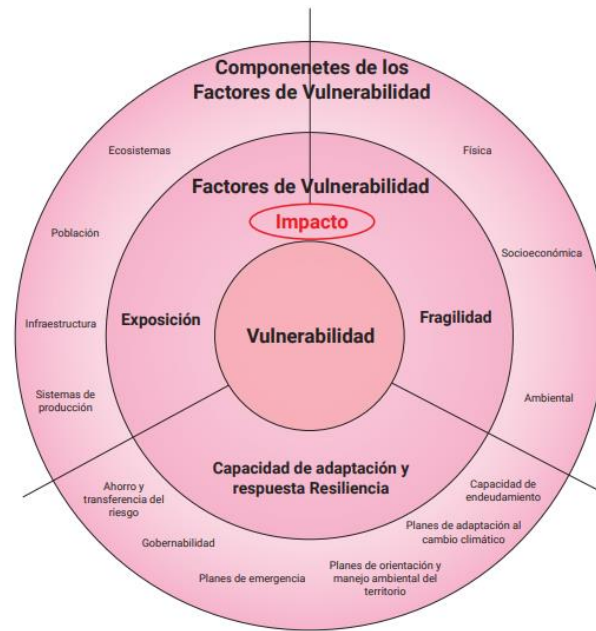 Componenetes de los
Factores de Vulnerabilidad
Ecosistemas
Física
Factores de Vulnerabilidad
Impacto
Población
Socioeconómica
Exposición
Fragilidad
Infraestructura
Vulnerabilidad
Sistemas de
producción
Ambiental
Capacidad de adaptación y
respuesta Resiliencia
Ahorro y
transferencia del
riesgo
Capacidad de
endeudamiento
Gobernabilidad
Planes de adaptación al
cambio climático
Planes de emergencia
Planes de orientación y
manejo ambiental del
territorio